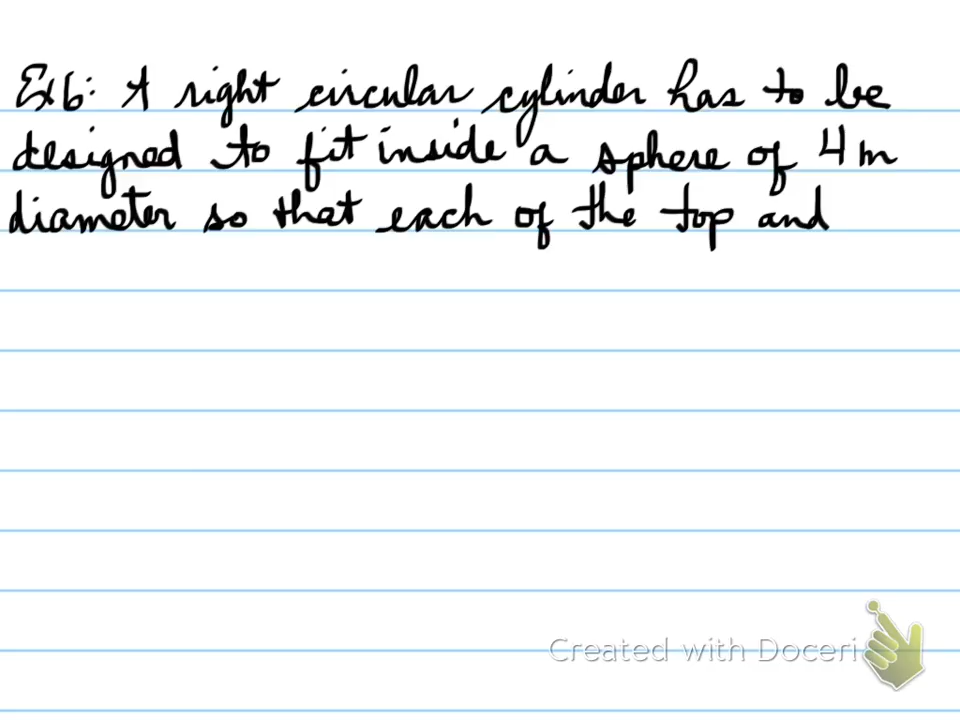 Ex6: A right circular cylinder has to be
designed to fit inside a sphere of 4m
diameter so that each of the top and
Created with Doceri